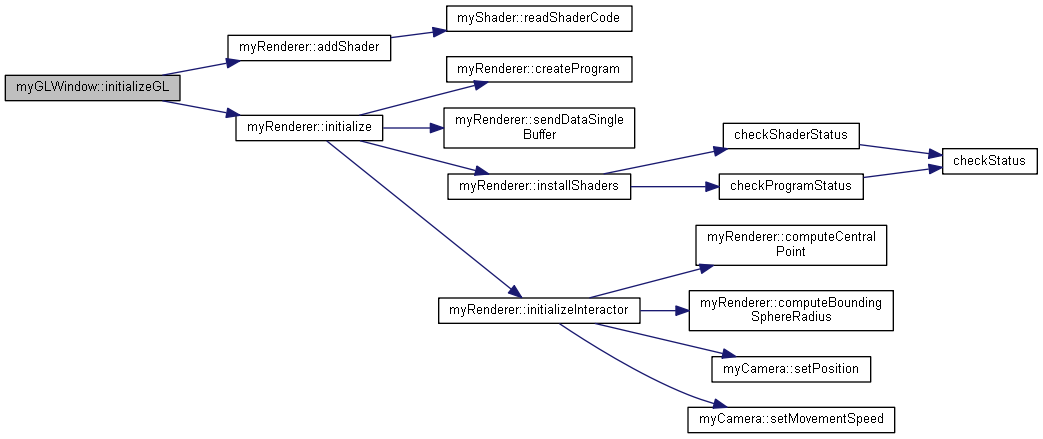 myShader::readShaderCode
myRenderer::addShader
myRenderer::createProgram
myGLWindow::initializeGL
myRenderer::initialize
myRenderer::sendDataSingle
Buffer
checkShaderStatus
checkStatus
myRenderer::installShaders
checkProgramStatus
myRenderer::computeCentral
Point
myRenderer::initializeInteractor
myRenderer::computeBounding
SphereRadius
myCamera::setPosition
myCamera::setMovementSpeed